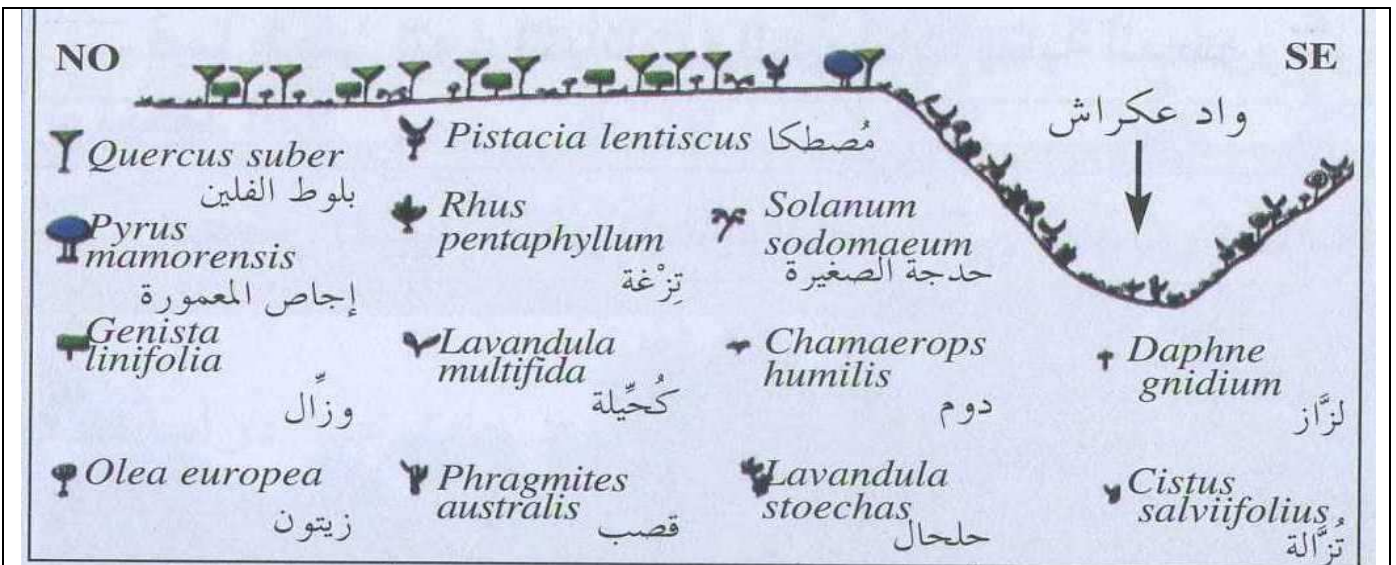 NO
SE
واد عكراش
Quercus suber
بلوط الفلين
Pistacia lentiscus مُصطكا
Pyrus
mamorensis
إجاص المعمورة
Rhus
pentaphyllum
تِزْغة
Solanum
sodomaeum
حدجة الصغيرة
Genista
linifolia
وزَّال
Lavandula
multifida
كُحِّيلة
Chamaerops
humilis
دوم
Daphne
gnidium
لزَّاز
Olea europea
زيتون
Phragmites
australis
قصب
Lavandula
stoechas
حلحال
Cistus
salviifolius
تُزَّالة